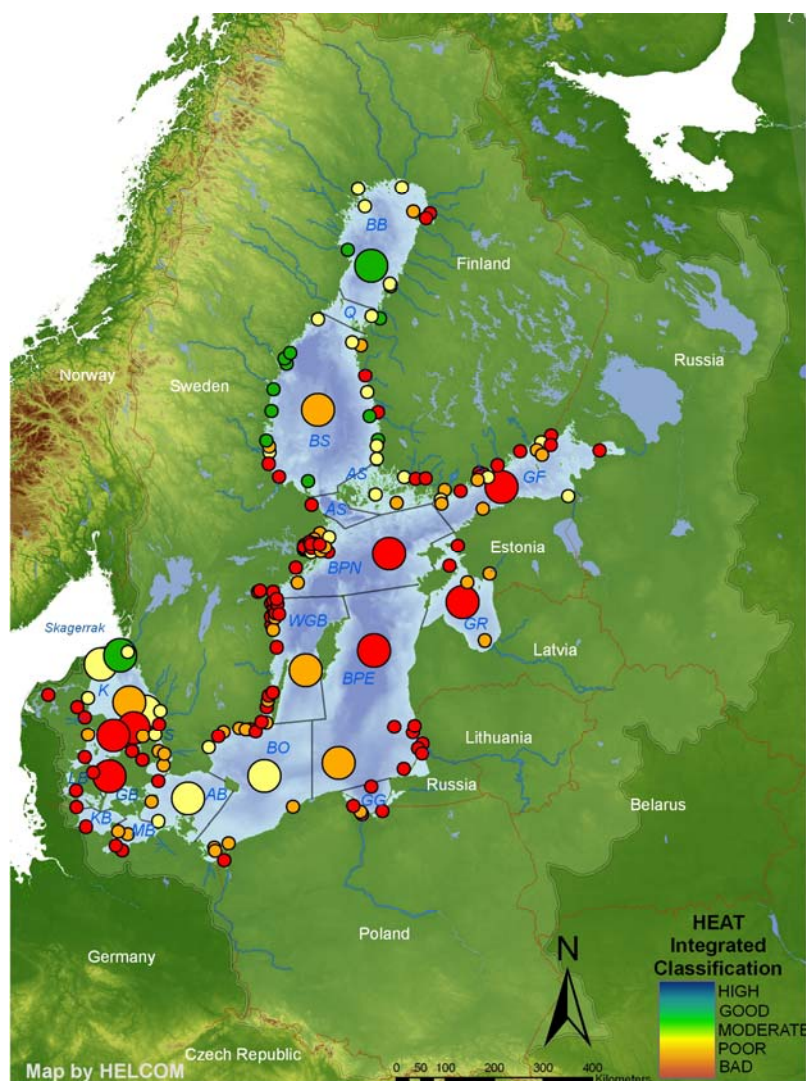 BB
Finland
Q
Russia
Norway
Sweden
BS
AS
GF
AS
Estonia
BPN
Skagerrak
WGB
GR
Latvia
BPE
K
S
Lithuania
BO
LB
GB
AB
Russia
GG
Belarus
KB
MB
Poland
Germany
Czech Republic
N
HEAT
Integrated
Classification
HIGH
GOOD
MODERATE
POOR
BAD
Map by HELCOM
0 50 100 200 300 400
Kilometers